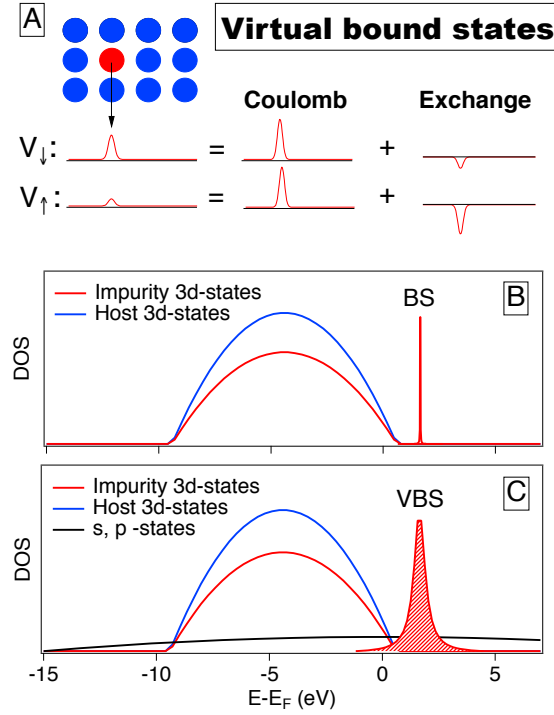 A
Virtual bound states
Coulomb Exchange
V↓: = +
V↑: = +
Impurity 3d-states
Host 3d-states
BS
B
DOS
Impurity 3d-states
Host 3d-states
s, p -states
VBS
C
DOS
-15 -10 -5 0 5
E-E_F (eV)